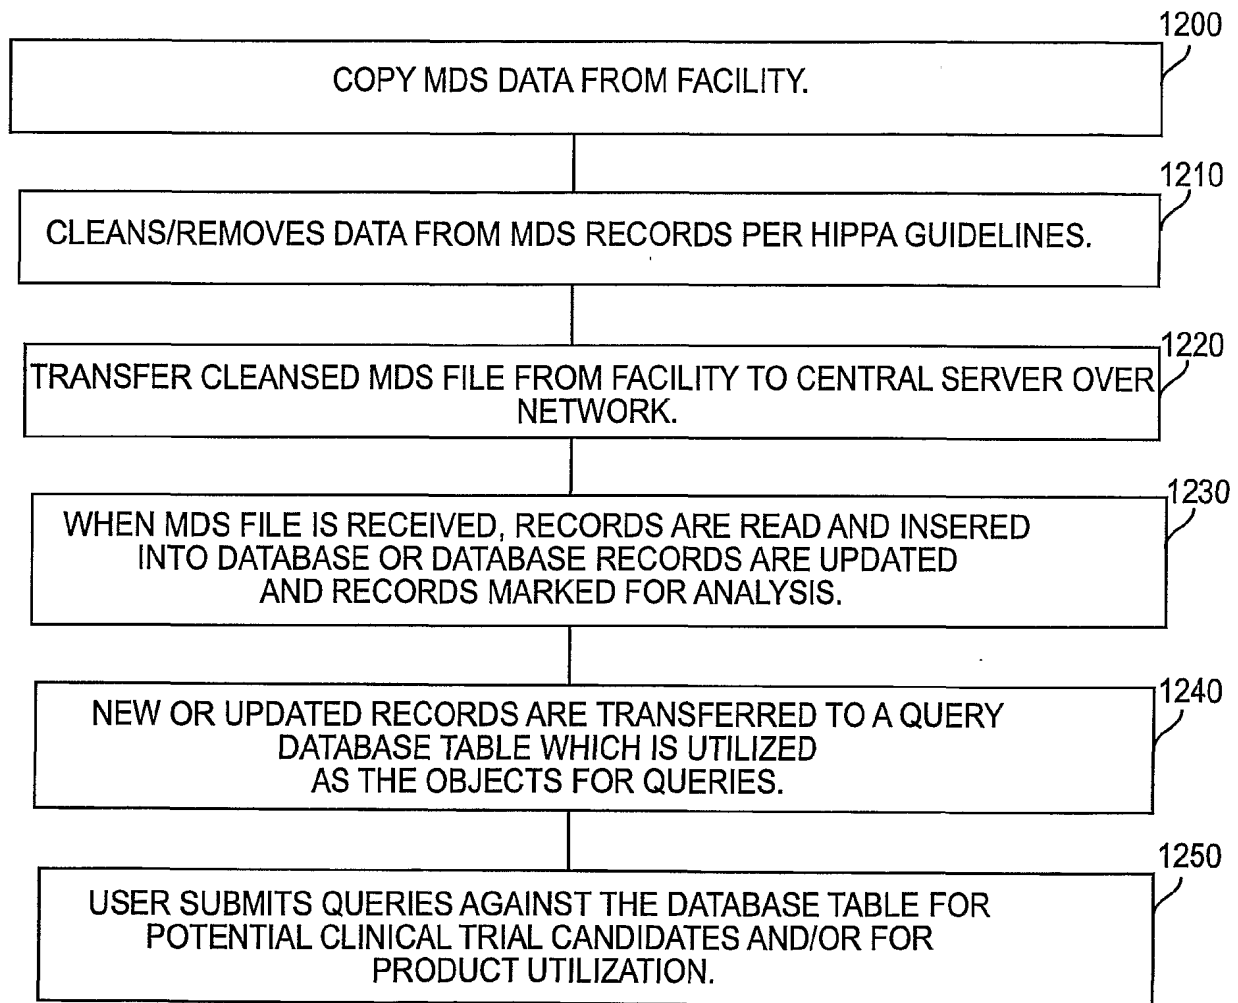 1200
COPY MDS DATA FROM FACILITY.
1210
CLEANS/REMOVES DATA FROM MDS RECORDS PER HIPPA GUIDELINES.
1220
TRANSFER CLEANSED MDS FILE FROM FACILITY TO CENTRAL SERVER OVER
NETWORK.
1230
WHEN MDS FILE IS RECEIVED, RECORDS ARE READ AND INSERED
INTO DATABASE OR DATABASE RECORDS ARE UPDATED
AND RECORDS MARKED FOR ANALYSIS.
1240
NEW OR UPDATED RECORDS ARE TRANSFERRED TO A QUERY
DATABASE TABLE WHICH IS UTILIZED
AS THE OBJECTS FOR QUERIES.
1250
USER SUBMITS QUERIES AGAINST THE DATABASE TABLE FOR
POTENTIAL CLINICAL TRIAL CANDIDATES AND/OR FOR
PRODUCT UTILIZATION.